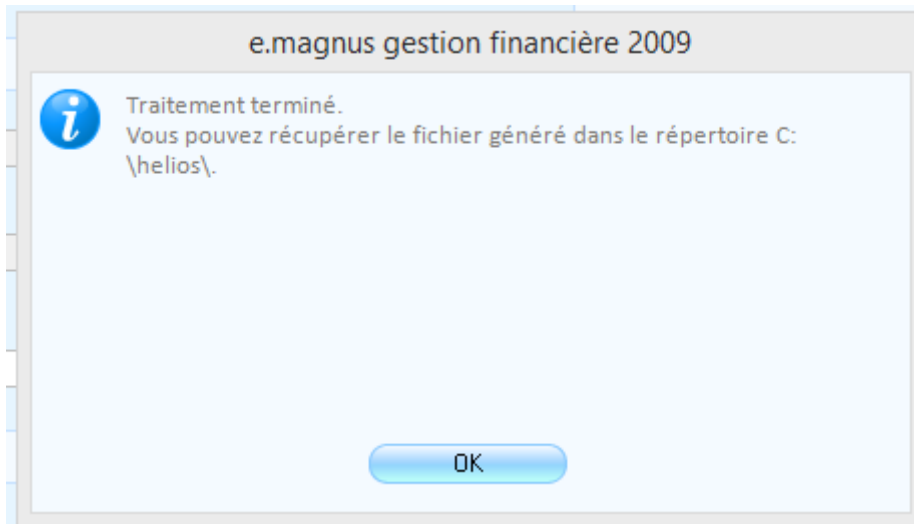 e.magnus gestion financière 2009
Traitement terminé.
Vous pouvez récupérer le fichier généré dans le répertoire C:
\helios\.
OK